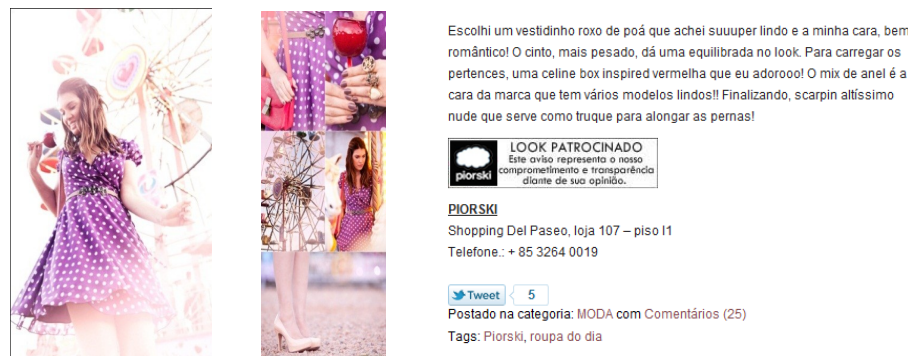 Escolhi um vestidinho roxo de poá que achei suuuper lindo e a minha cara, bem
romântico! O cinto, mais pesado, dá uma equilibrada no look. Para carregar os
pertences, uma celine box inspired vermelha que eu adorooo! O mix de anel é a
cara da marca que tem vários modelos lindos!! Finalizando, scarpin altíssimo
nude que serve como truque para alongar as pernas!
piorski
LOOK PATROCINADO
Este aviso representa o nosso
comprometimento e transparência
diante de sua opinião.
PIORSKI
Shopping Del Paseo, loja 107 – piso l1
Telefone.: + 85 3264 0019
Tweet 5
Postado na categoria: MODA com Comentários (25)
Tags: Piorski, roupa do dia